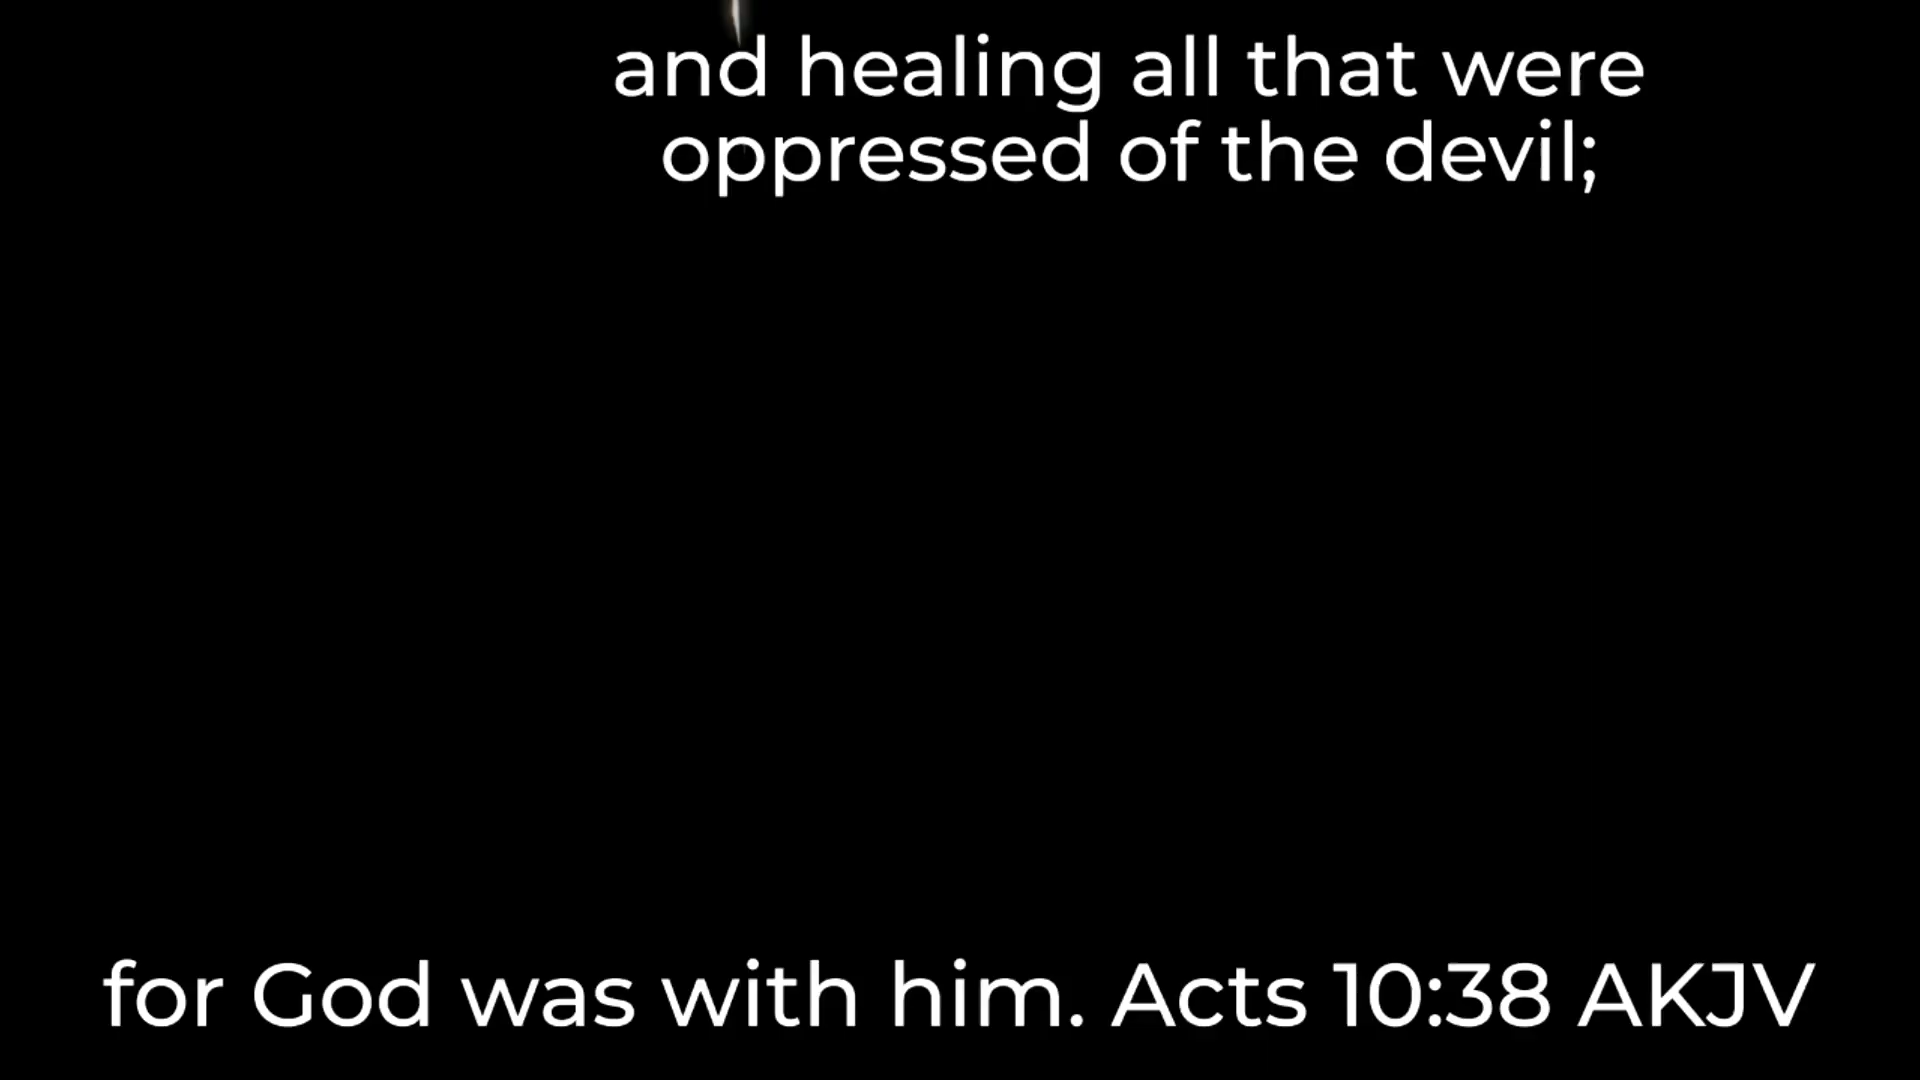 and healing all that were
oppressed of the devil;
for God was with him. Acts 10:38 AKJV